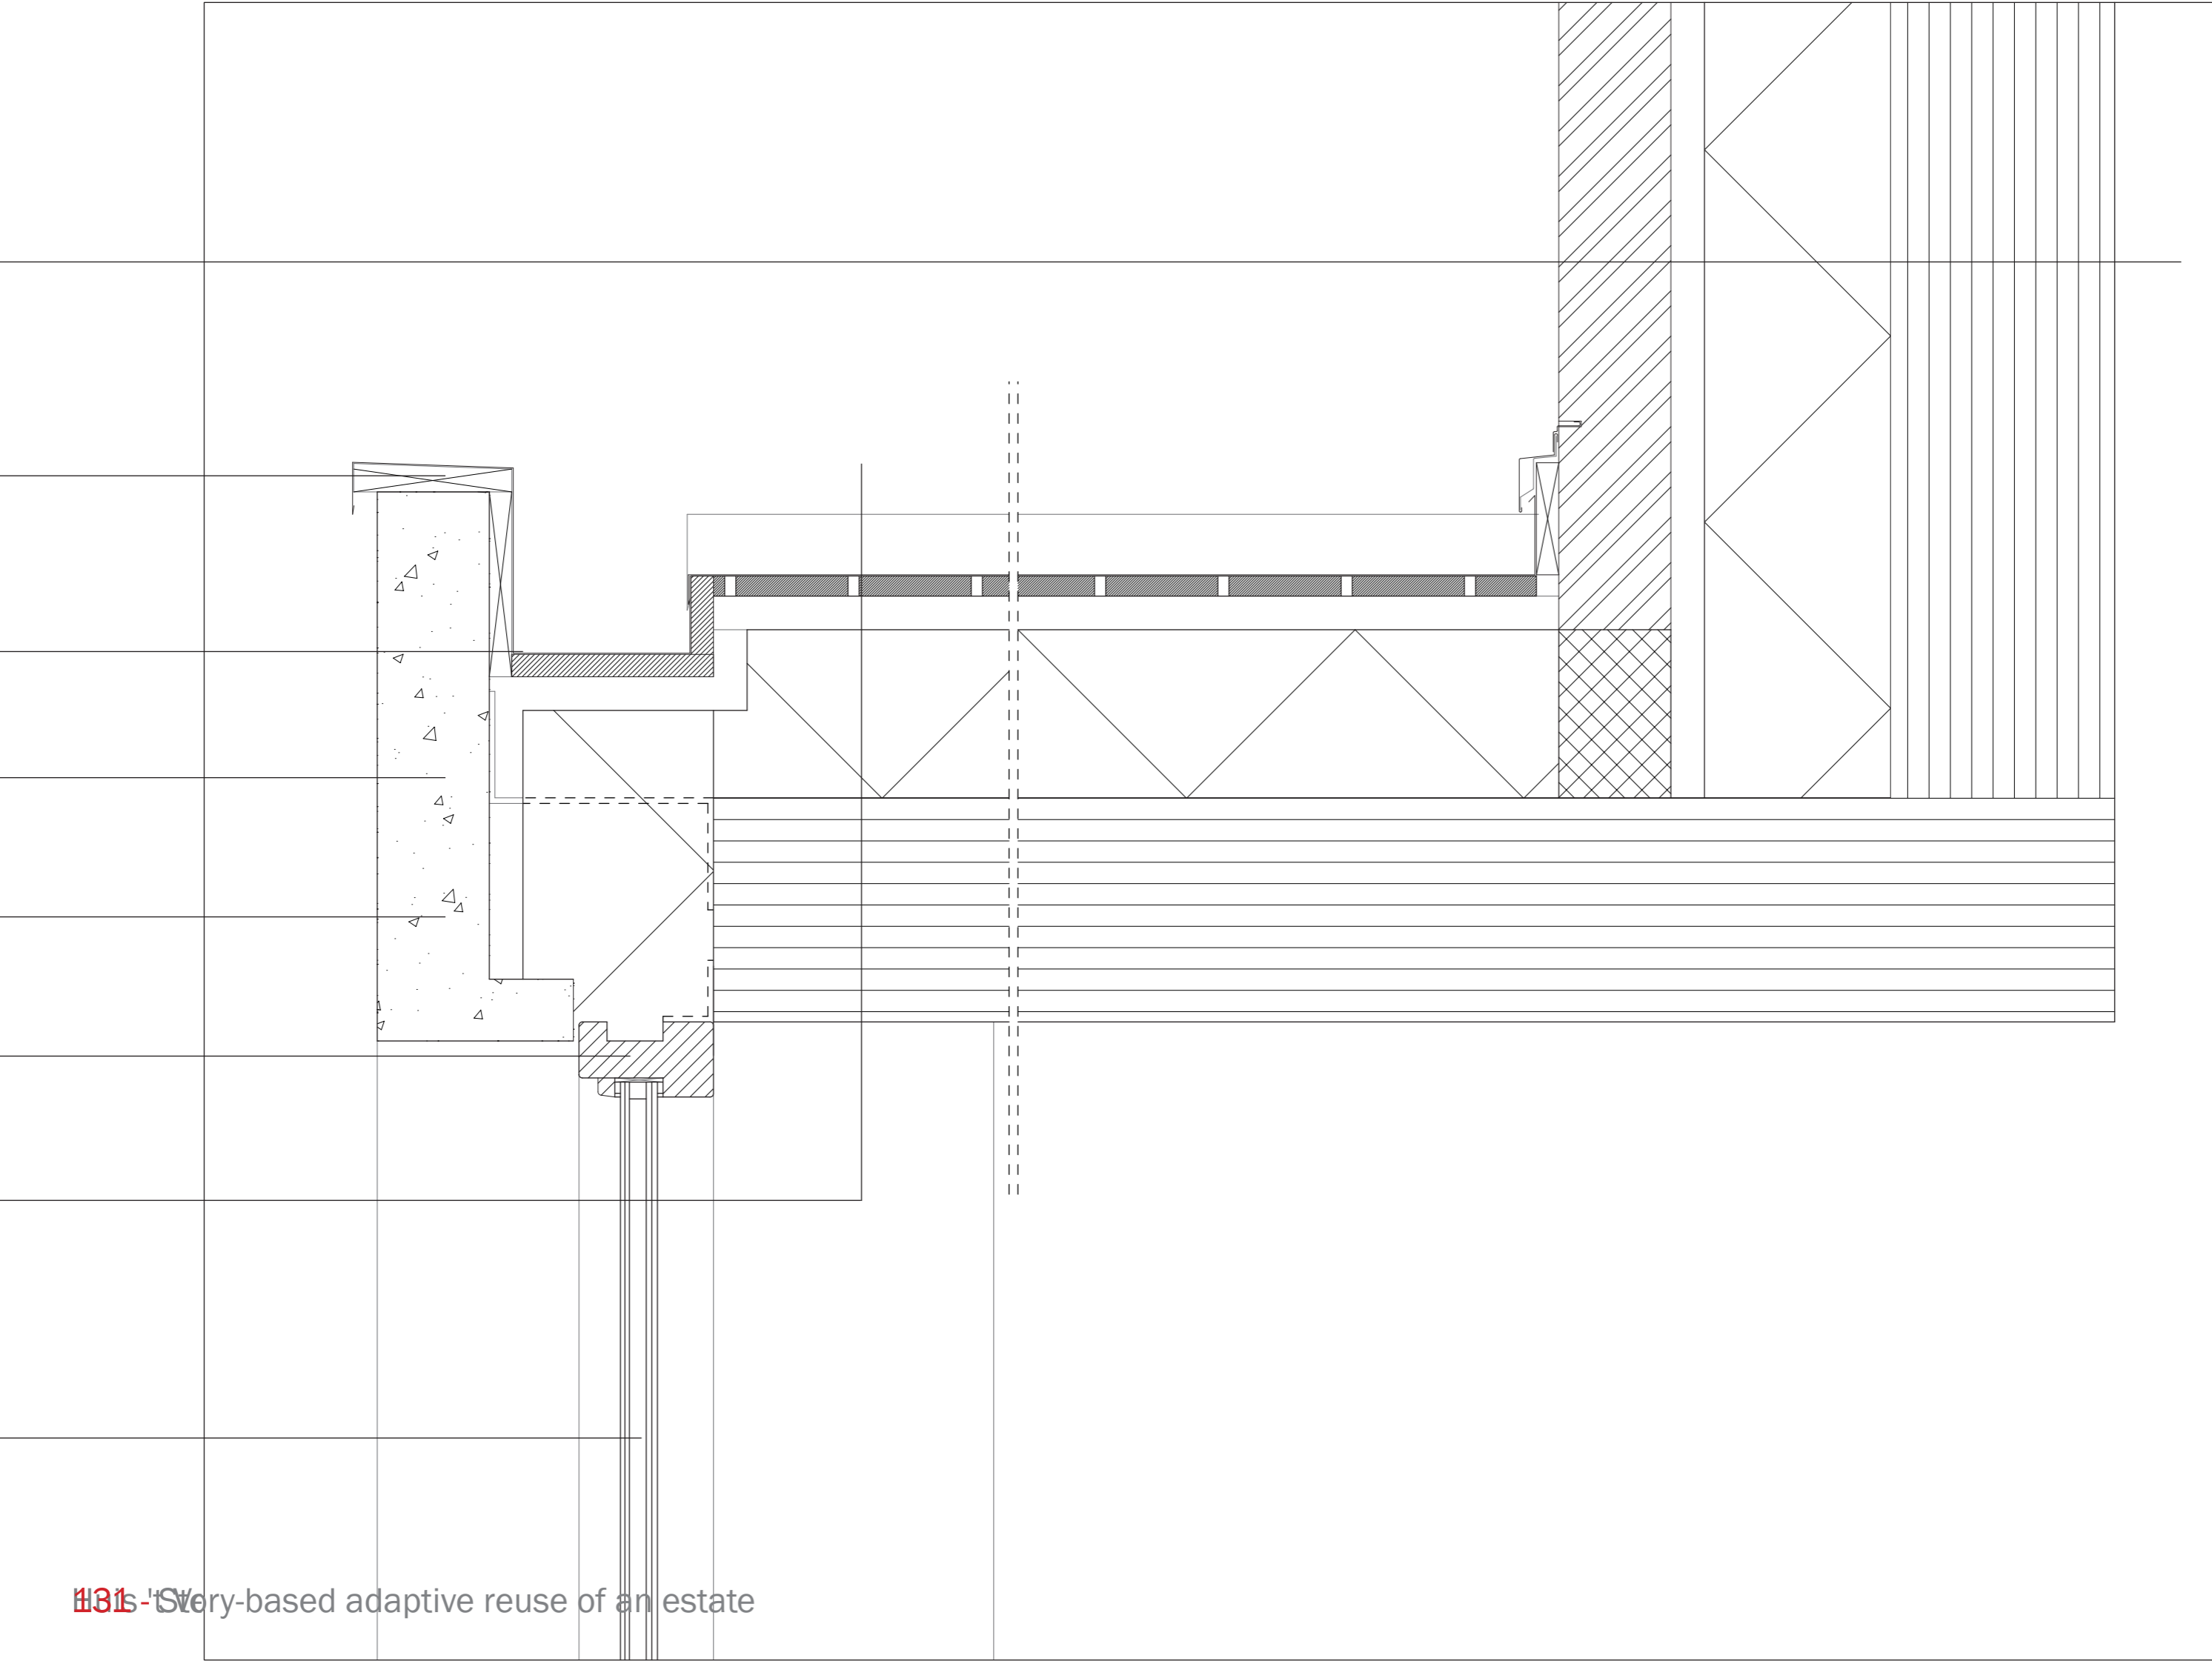 131 - Story-based adaptive reuse of an estate